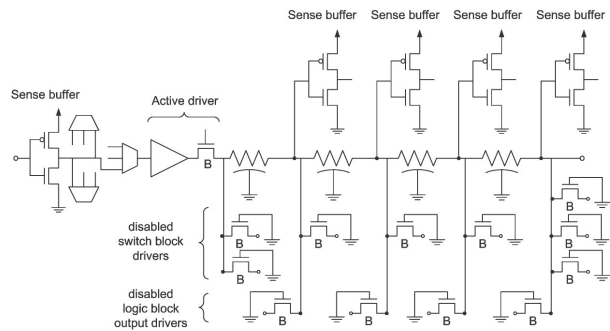 Sense buffer
Sense buffer
Sense buffer
Sense buffer
Sense buffer
Active driver
B
B
disabled
switch block
drivers
B
B
B
B
B
B
B
disabled
logic block
output drivers
B
B
B
B